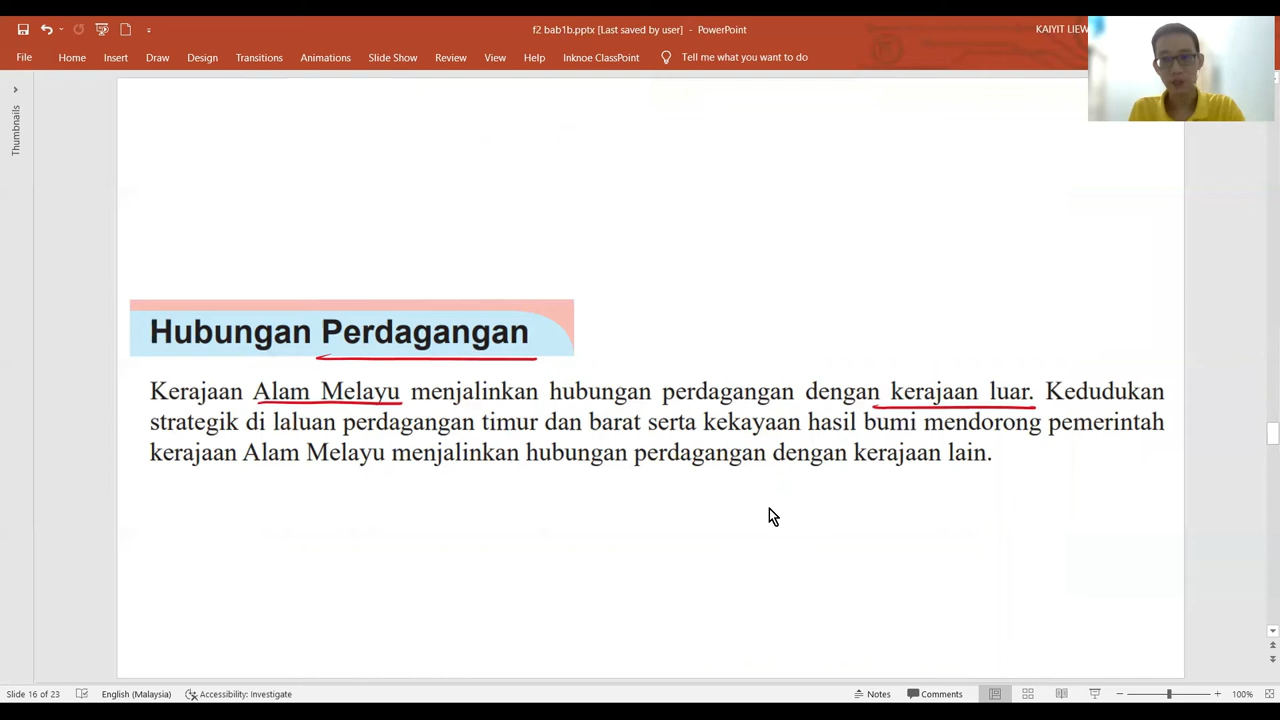 f2 bab1b.pptx [Last saved by user] - PowerPoint
KAIYIT LIEW
File Home Insert Draw Design Transitions Animations Slide Show Review View Help Inknoe ClassPoint Tell me what you want to do
Thumbnails
Hubungan Perdagangan
Kerajaan Alam Melayu menjalinkan hubungan perdagangan dengan kerajaan luar. Kedudukan
strategik di laluan perdagangan timur dan barat serta kekayaan hasil bumi mendorong pemerintah
kerajaan Alam Melayu menjalinkan hubungan perdagangan dengan kerajaan lain.
Slide 16 of 23 English (Malaysia) Accessibility: Investigate Notes Comments 100%